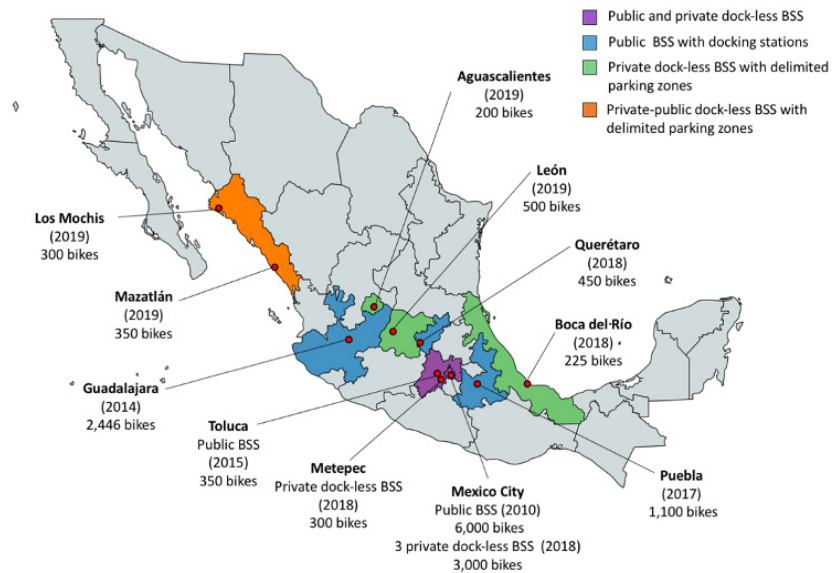 Public and private dock-less BSS
Public BSS with docking stations
Private dock-less BSS with delimited
parking zones
Private-public dock-less BSS with
delimited parking zones
Aguascalientes
(2019)
200 bikes
León
(2019)
500 bikes
Querétaro
(2018)
450 bikes
Los Mochis
(2019)
300 bikes
Mazatlán
(2019)
350 bikes
Boca del Río
(2018)
225 bikes
Guadalajara
(2014)
2,446 bikes
Toluca
Public BSS
(2015)
350 bikes
Metepec
Private dock-less BSS
(2018)
300 bikes
Mexico City
Public BSS (2010)
6,000 bikes
3 private dock-less BSS (2018)
3,000 bikes
Puebla
(2017)
1,100 bikes